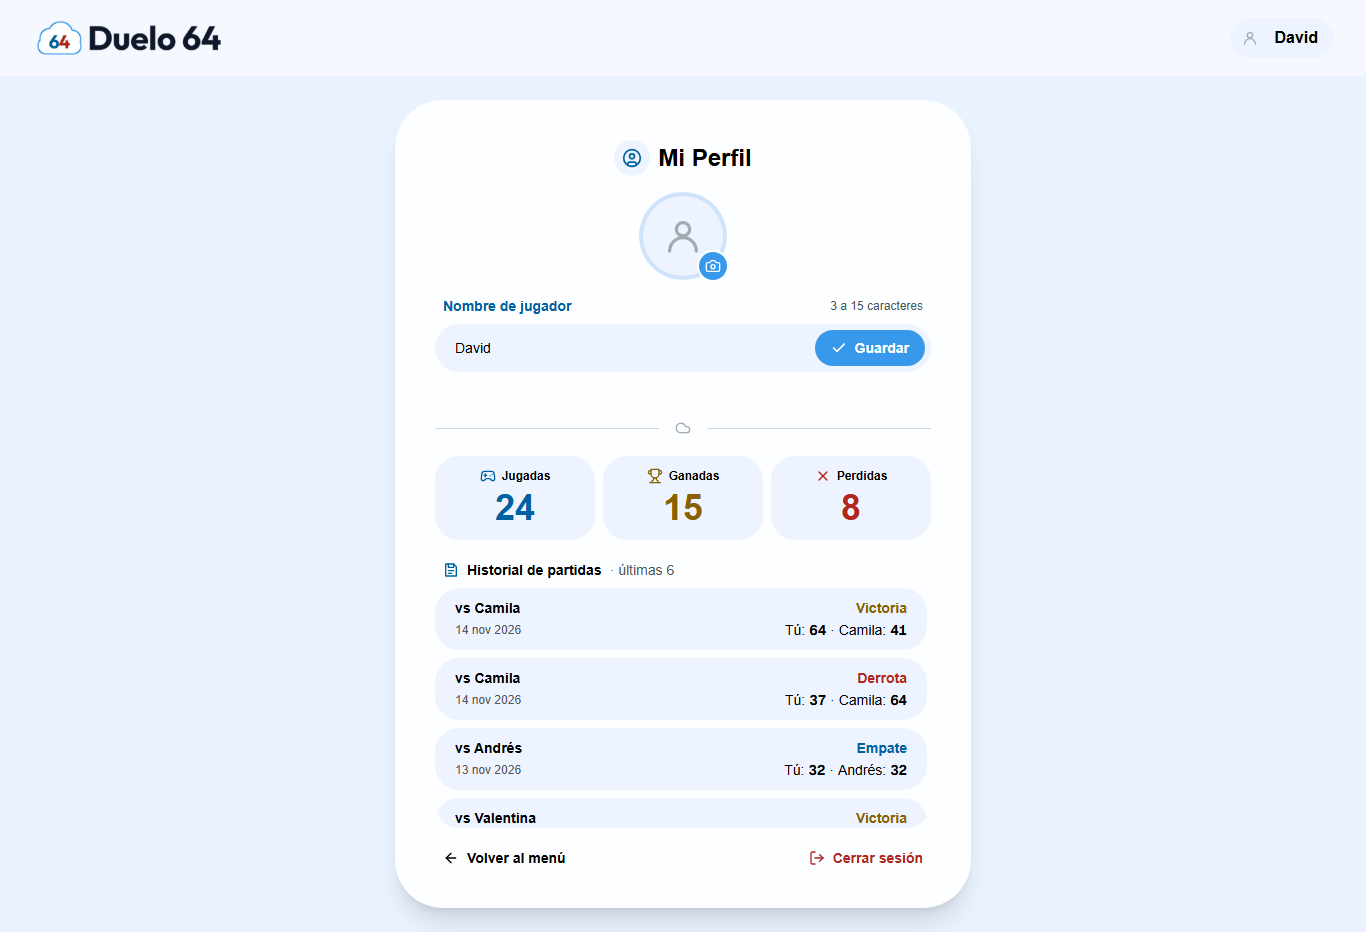 64 Duelo 64
David
Mi Perfil
Nombre de jugador
3 a 15 caracteres
David
Guardar
Jugadas
24
Ganadas
15
Perdidas
8
Historial de partidas · últimas 6
vs Camila
Victoria
14 nov 2026
Tú: 64 · Camila: 41
vs Camila
Derrota
14 nov 2026
Tú: 37 · Camila: 64
vs Andrés
Empate
13 nov 2026
Tú: 32 · Andrés: 32
vs Valentina
Victoria
Volver al menú
Cerrar sesión